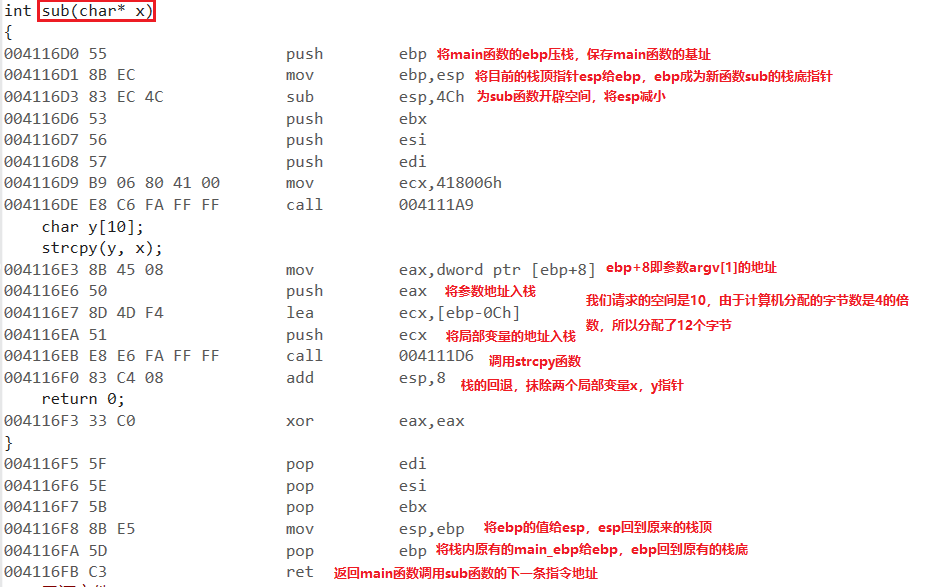 int sub(char* x)
{
004116D0 55 push ebp 将main函数的ebp压栈，保存main函数的基址
004116D1 8B EC mov ebp,esp 将目前的栈顶指针esp给ebp，ebp成为新函数sub的栈底指针
004116D3 83 EC 4C sub esp,4Ch 为sub函数开辟空间，将esp减小
004116D6 53 push ebx
004116D7 56 push esi
004116D8 57 push edi
004116D9 B9 06 80 41 00 mov ecx,418006h
004116DE E8 C6 FA FF FF call 004111A9
char y[10];
strcpy(y, x);
004116E3 8B 45 08 mov eax,dword ptr [ebp+8] ebp+8即参数argv[1]的地址
004116E6 50 push eax 将参数地址入栈
我们请求的空间是10，由于计算机分配的字节数是4的倍
004116E7 8D 4D F4 lea ecx,[ebp-0Ch]
数，所以分配了12个字节
004116EA 51 push ecx 将局部变量的地址入栈
004116EB E8 E6 FA FF FF call 004111D6 调用strcpy函数
004116F0 83 C4 08 add esp,8 栈的回退，抹除两个局部变量x，y指针
return 0;
004116F3 33 C0 xor eax,eax
}
004116F5 5F pop edi
004116F6 5E pop esi
004116F7 5B pop ebx
004116F8 8B E5 mov esp,ebp 将ebp的值给esp，esp回到原来的栈顶
004116FA 5D pop ebp 将栈内原有的main_ebp给ebp，ebp回到原有的栈底
004116FB C3 ret 返回main函数调用sub函数的下一条指令地址